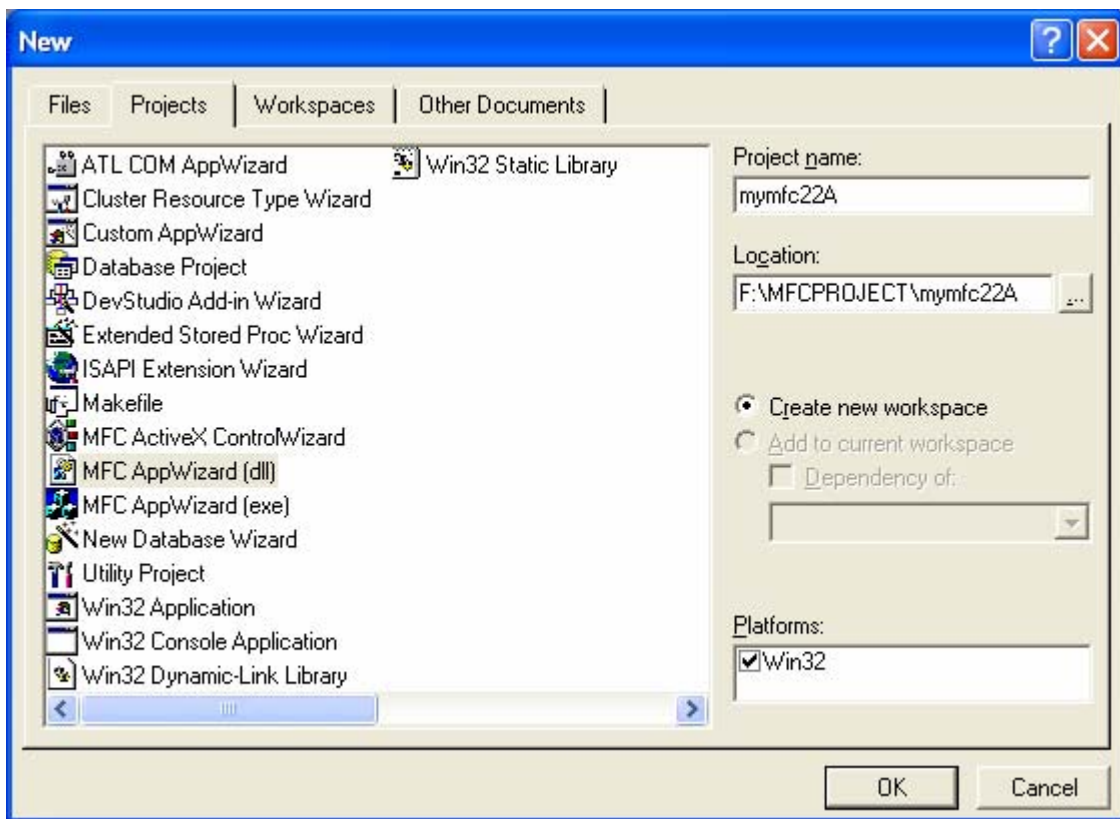 New
Files Projects Workspaces Other Documents
ATL COM AppWizard
Cluster Resource Type Wizard
Custom AppWizard
Database Project
DevStudio Add-in Wizard
Extended Stored Proc Wizard
ISAPI Extension Wizard
Makefile
MFC ActiveX ControlWizard
MFC AppWizard (dll)
MFC AppWizard (exe)
New Database Wizard
Utility Project
Win32 Application
Win32 Console Application
Win32 Dynamic-Link Library
Win32 Static Library
Project name:
mymfc22A
Location:
F:\MFCPROJECT\mymfc22A
...
Create new workspace
Add to current workspace
Dependency of:
Platforms:
Win32
OK Cancel